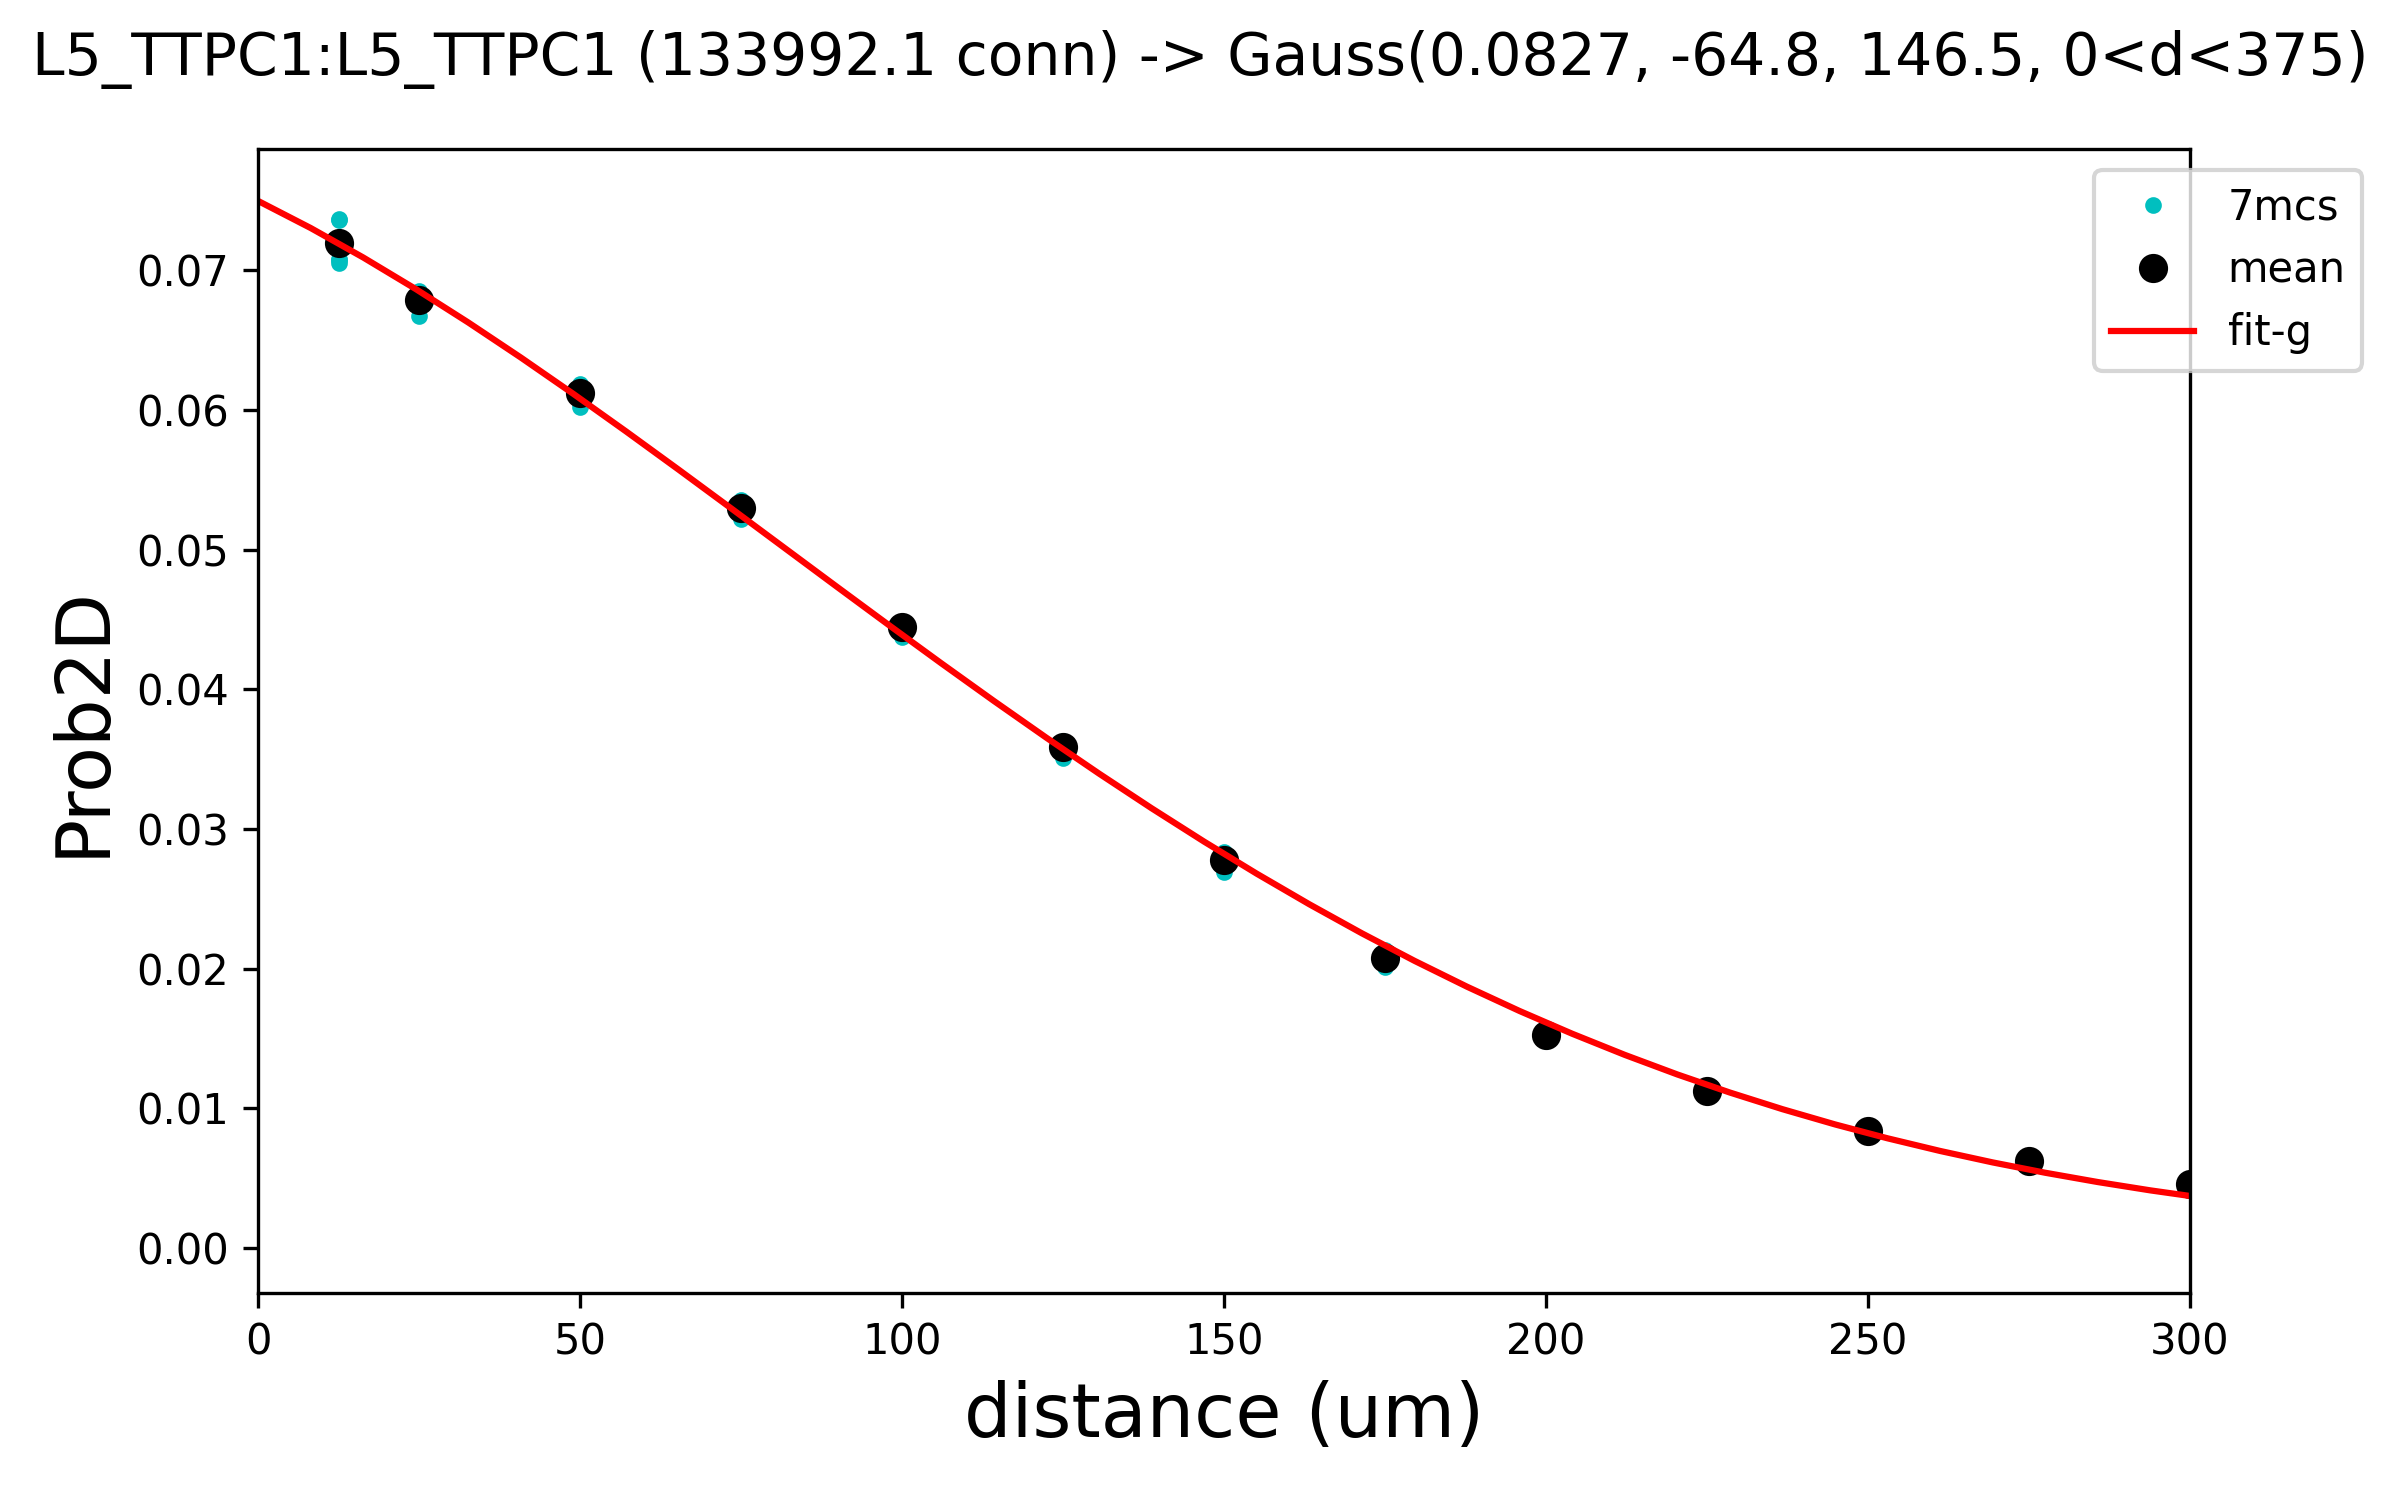 L5_TTPC1:L5_TTPC1 (133992.1 conn) -> Gauss(0.0827, -64.8, 146.5, 0<d<375)
7mcs
mean
fit-g
Prob2D
0.07
0.06
0.05
0.04
0.03
0.02
0.01
0.00
0 50 100 150 200 250 300
distance (um)